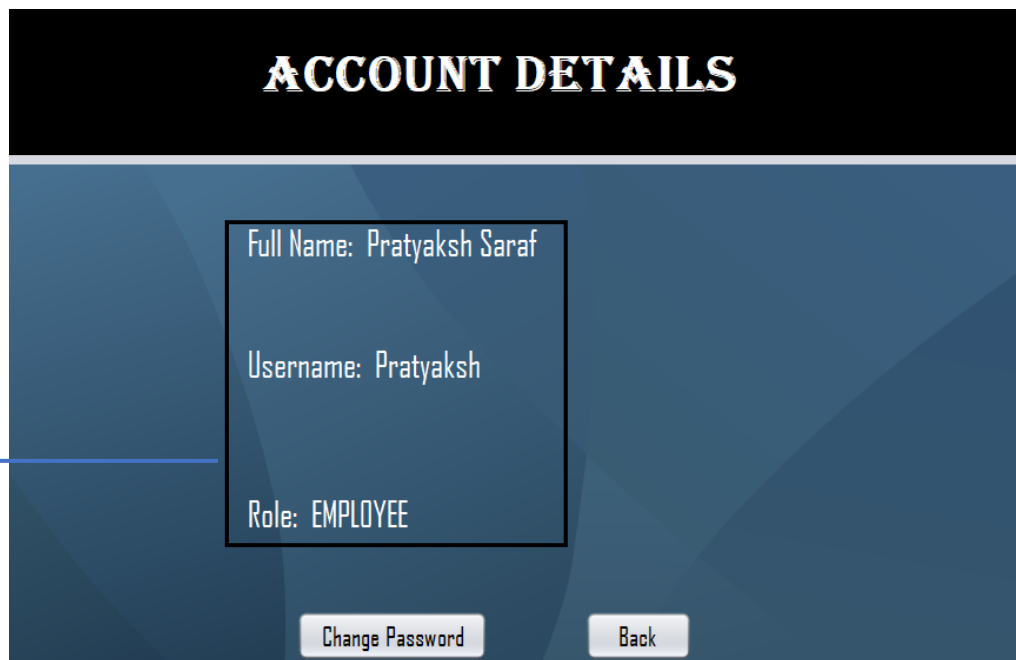 ACCOUNT DETAILS
Full Name: Pratyaksh Saraf
Username: Pratyaksh
Role: EMPLOYEE
Change Password Back